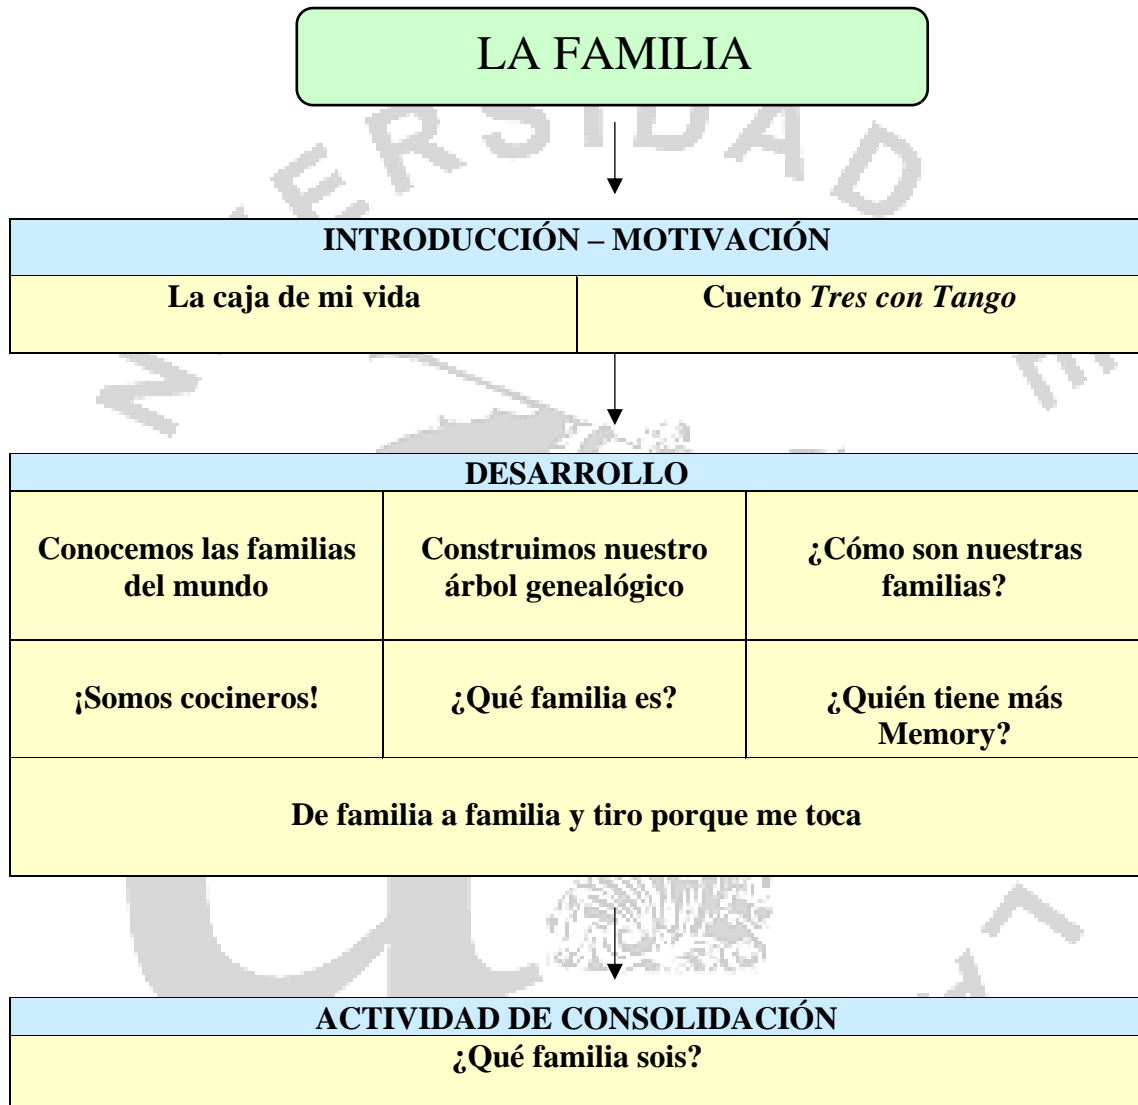 LA FAMILIA
INTRODUCCIÓN – MOTIVACIÓN
La caja de mi vida
Cuento Tres con Tango
DESARROLLO
Conocemos las familias
del mundo
Construimos nuestro
árbol genealógico
¿Cómo son nuestras
familias?
¡Somos cocineros!
¿Qué familia es?
¿Quién tiene más
Memory?
De familia a familia y tiro porque me toca
ACTIVIDAD DE CONSOLIDACIÓN
¿Qué familia sois?